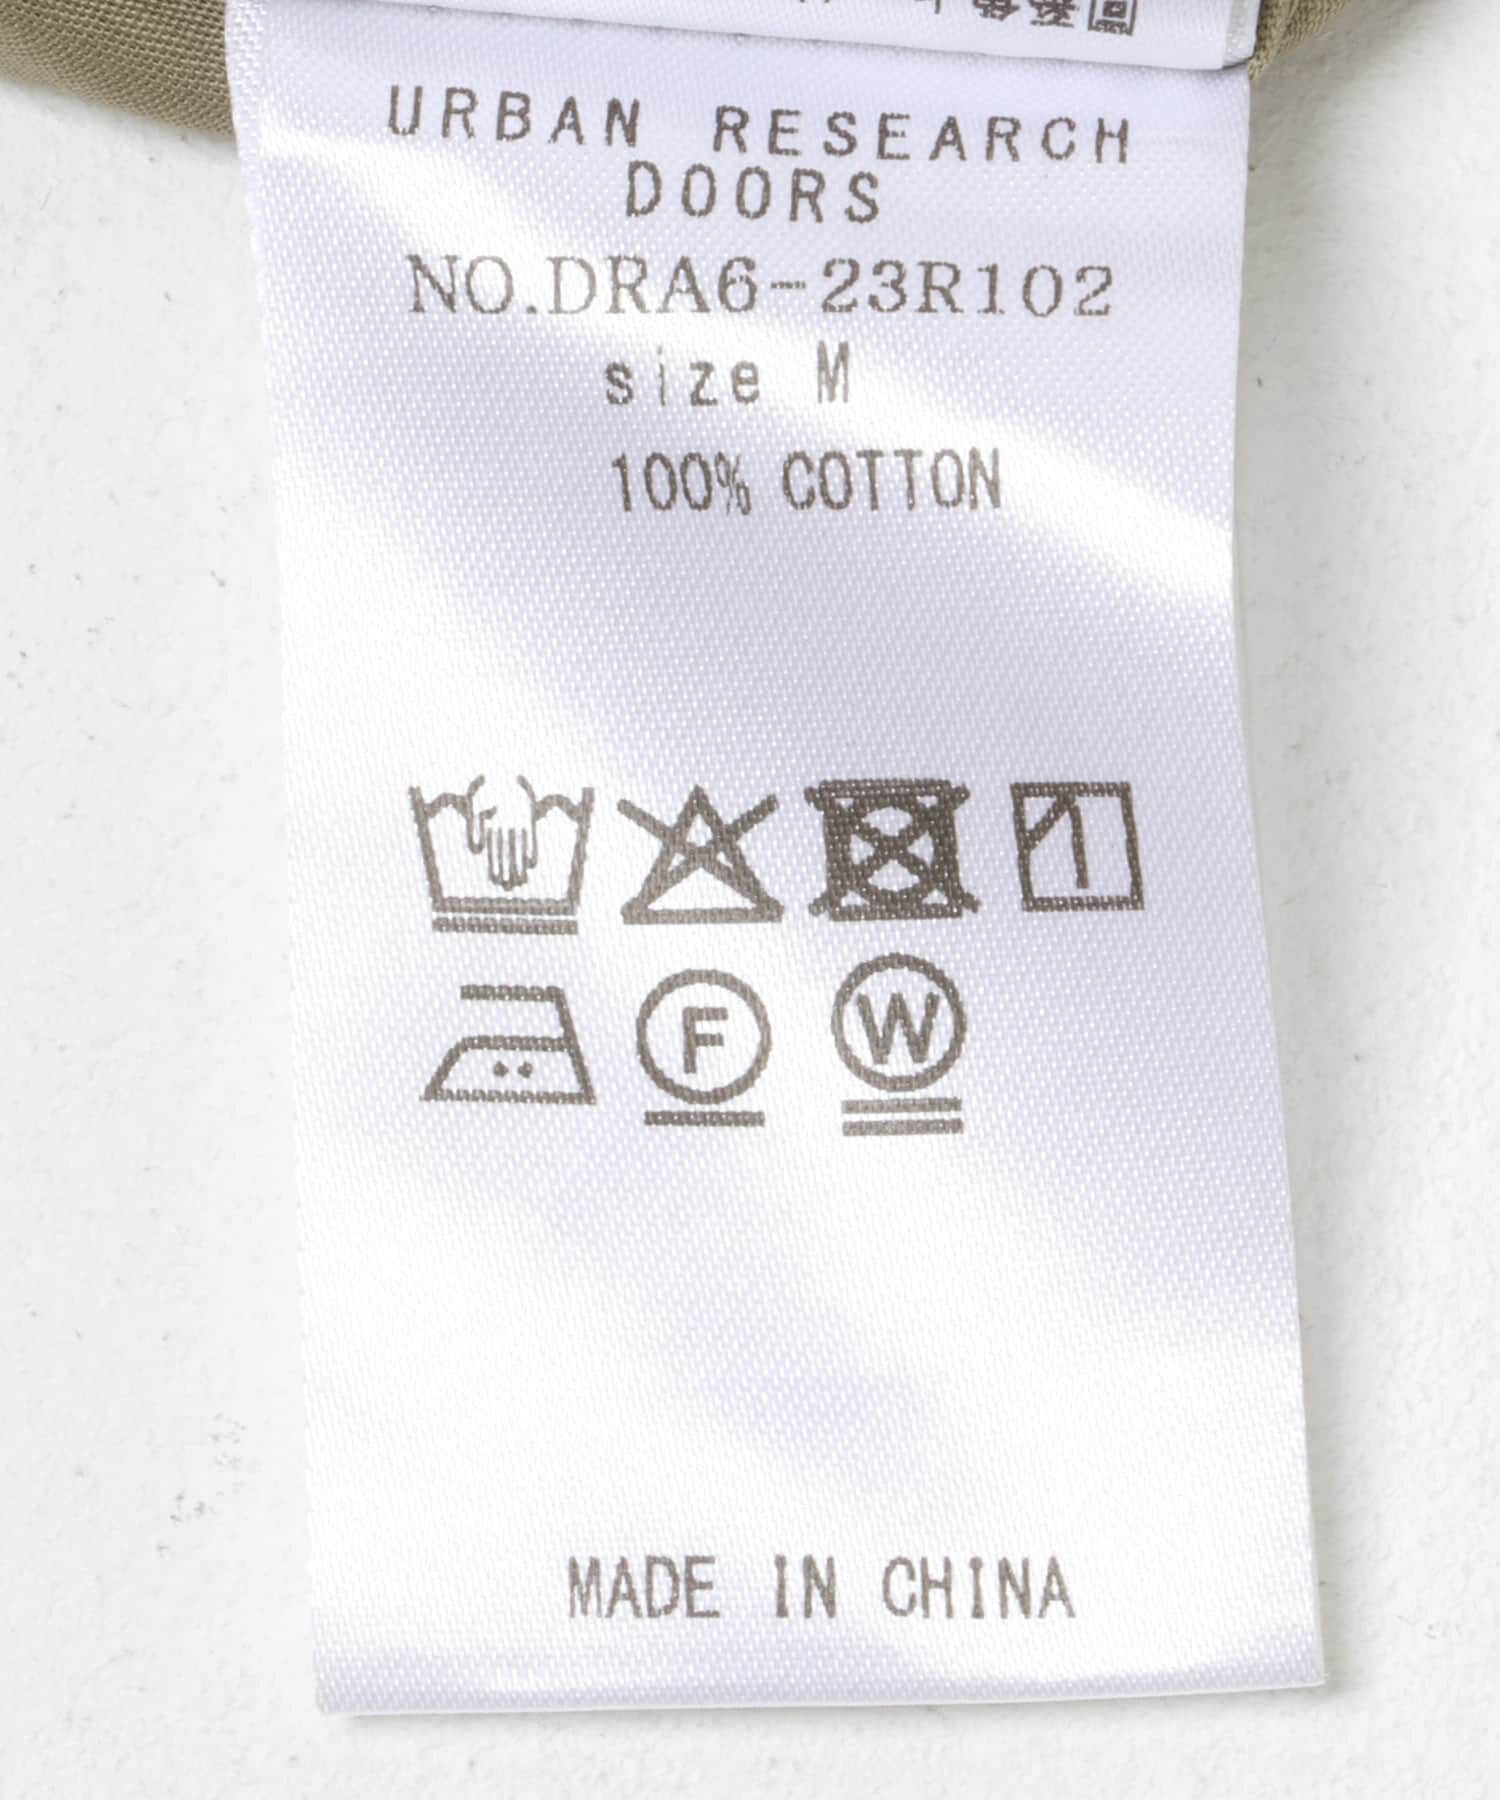 URBAN RESEARCH
DOORS
NO.DRA6-23R102
size M
100% COTTON
F W
MADE IN CHINA